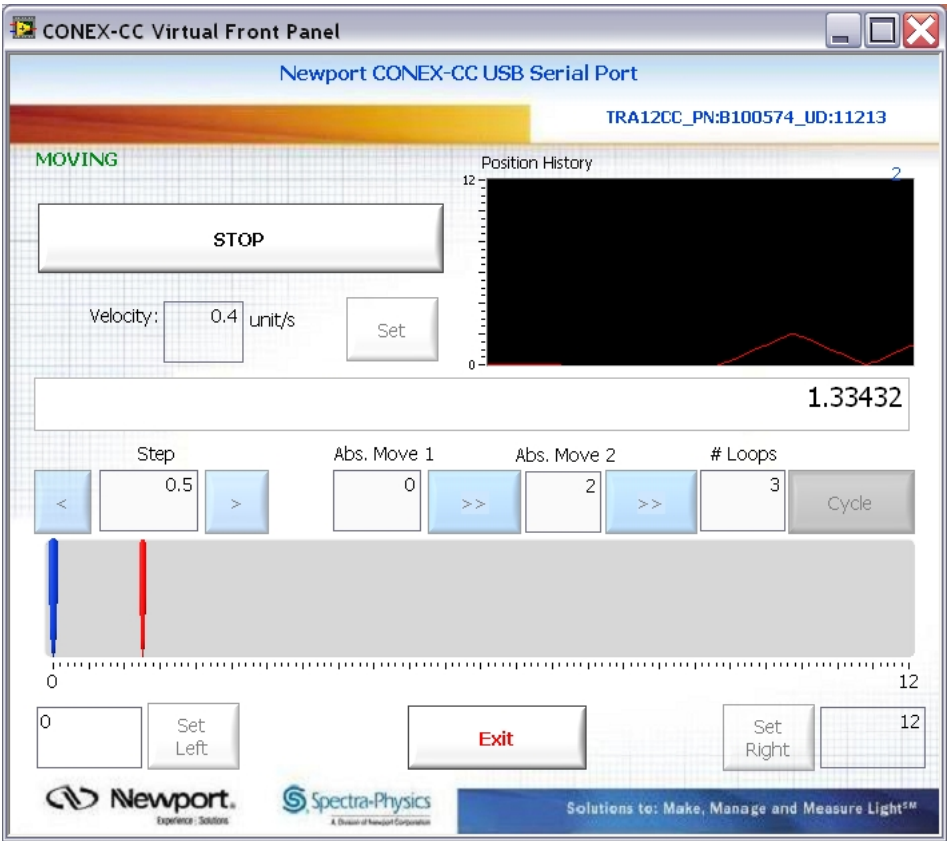 CONEX-CC Virtual Front Panel
Newport CONEX-CC USB Serial Port
TRA12CC_PN:B100574_UD:11213
MOVING
Position History
2
12
0
STOP
Velocity: 0.4 unit/s Set
1.33432
Step Abs. Move 1 Abs. Move 2 # Loops
< 0.5 > 0 >> 2 >> 3 Cycle
0 12
0 Set Left Exit Set Right 12
Newport.
Experience | Solutions
Spectra-Physics
A Division of Newport Corporation
Solutions to: Make, Manage and Measure Light℠